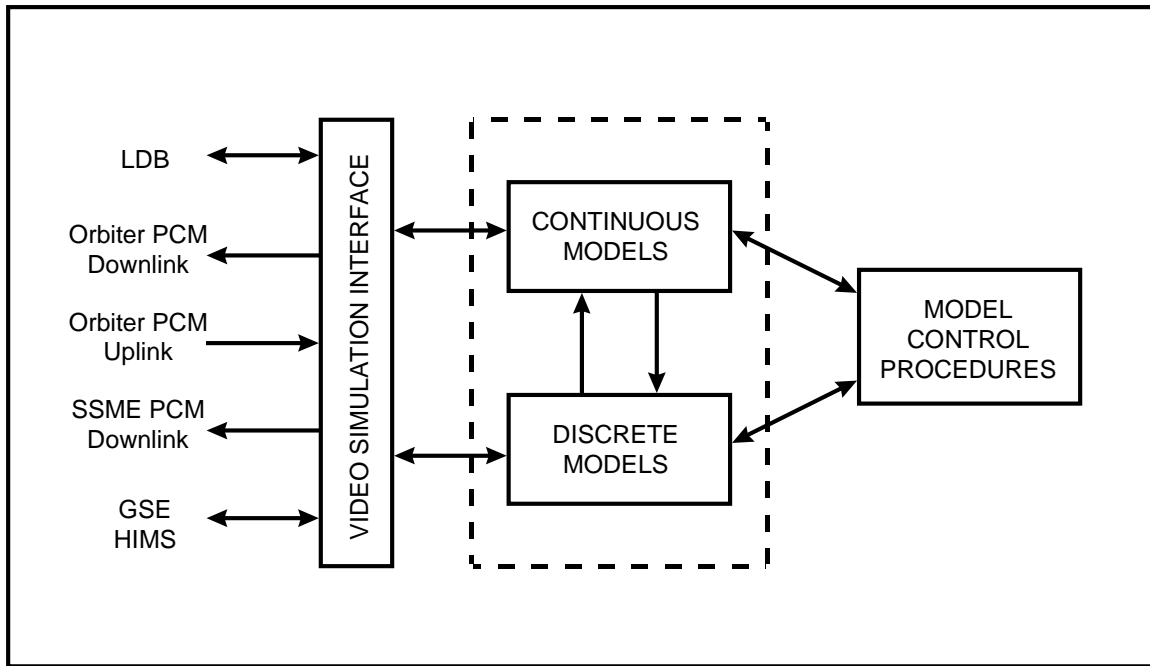 LDB
Orbiter PCM
Downlink
Orbiter PCM
Uplink
SSME PCM
Downlink
GSE
HIMS
VIDEO SIMULATION INTERFACE
CONTINUOUS
MODELS
DISCRETE
MODELS
MODEL
CONTROL
PROCEDURES